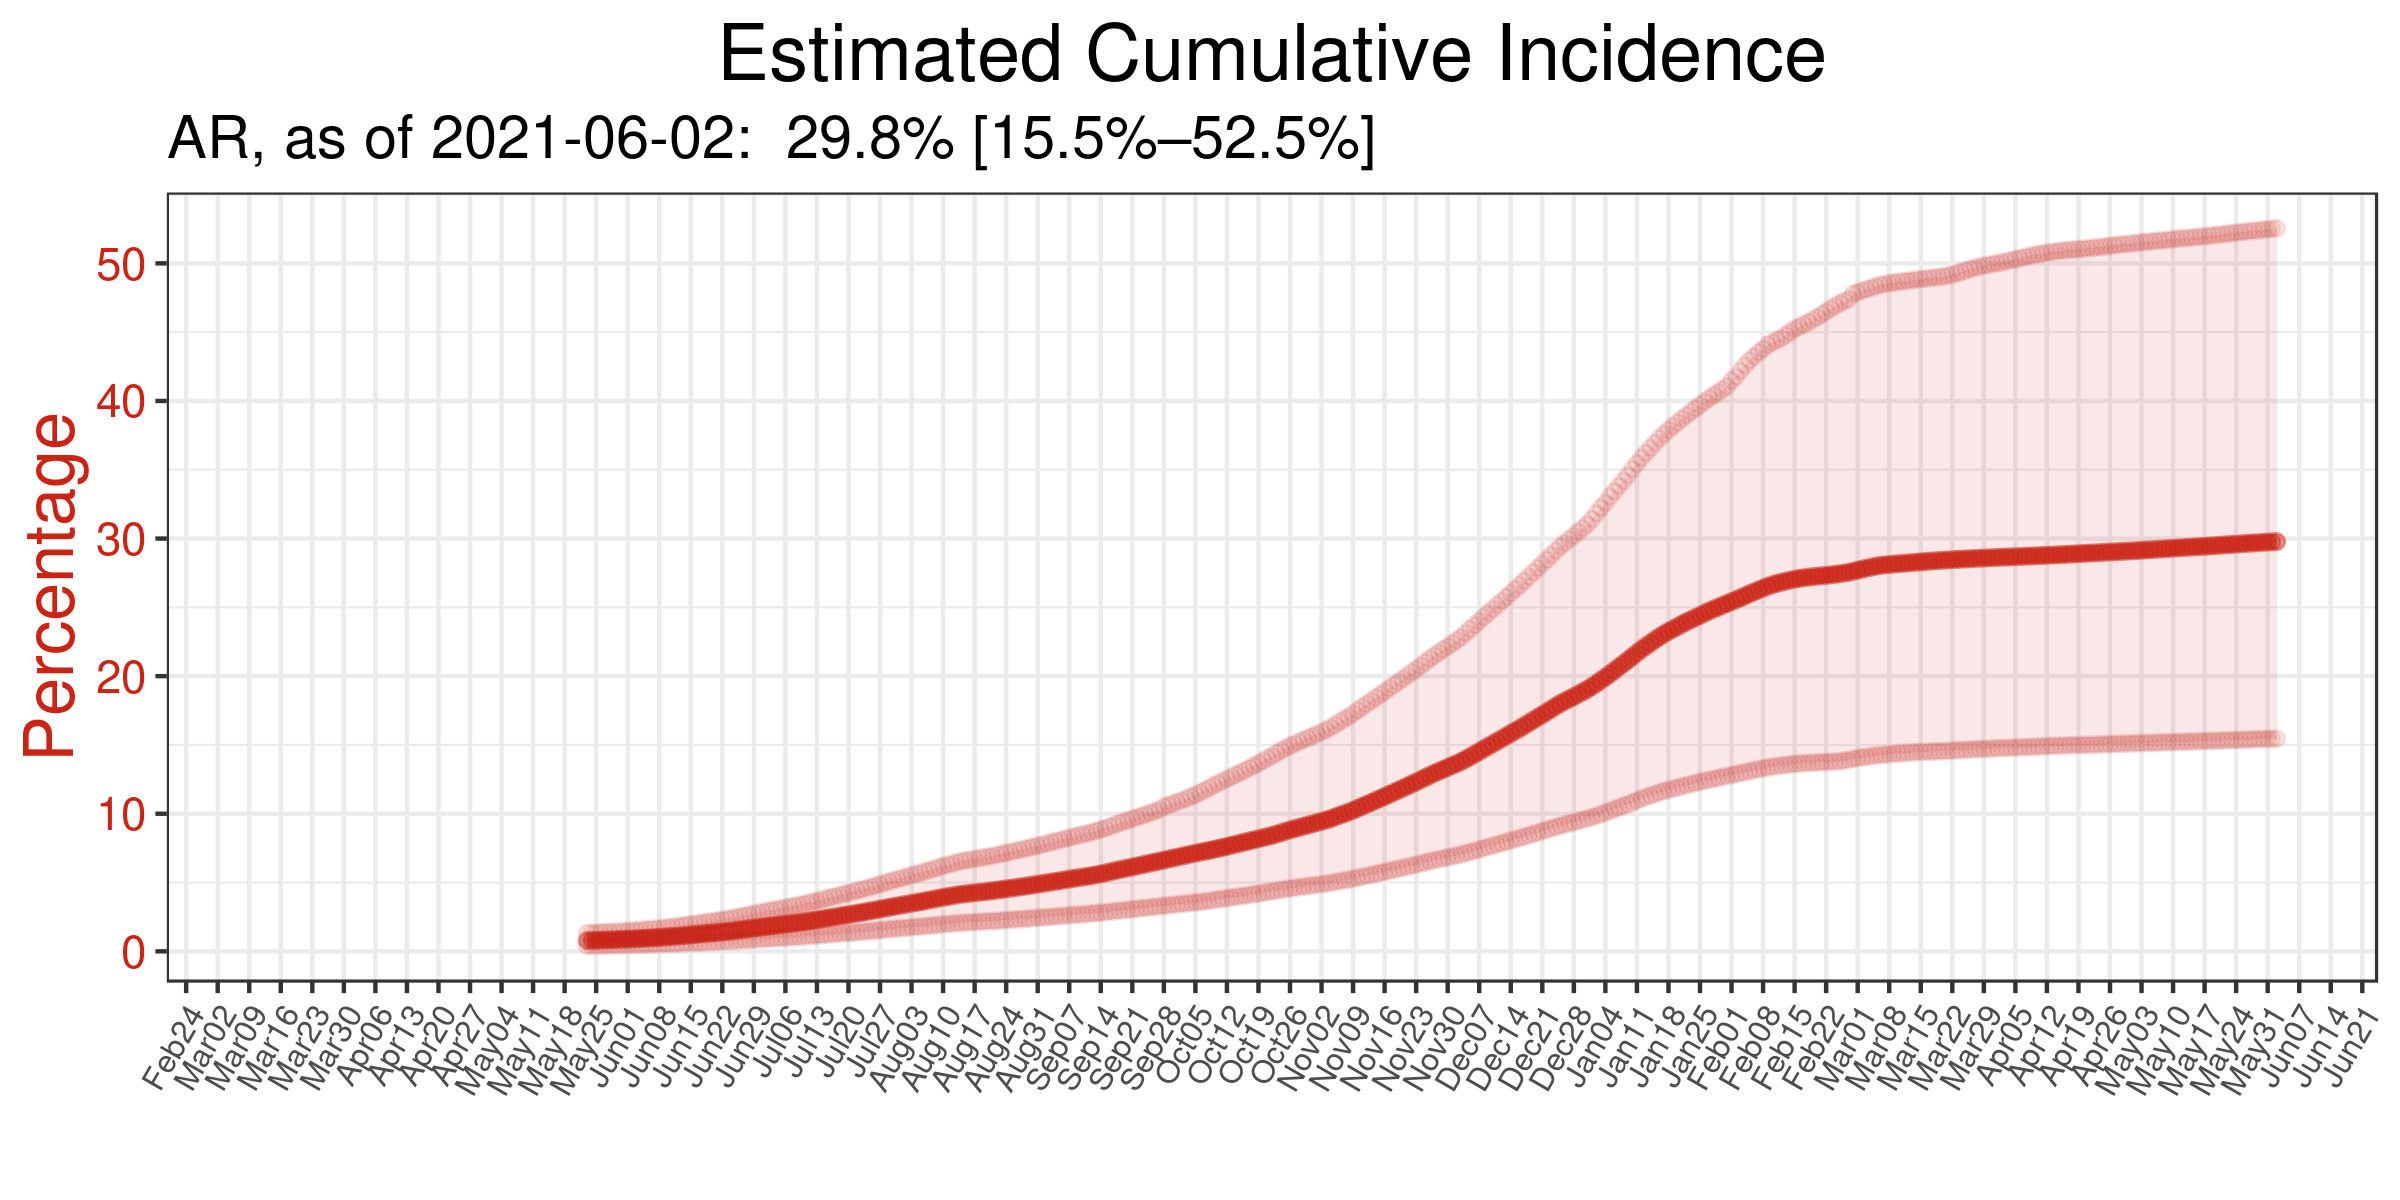 Estimated Cumulative Incidence
AR, as of 2021-06-02:  29.8% [15.5%–52.5%]
Percentage
50
40
30
20
10
0
Feb24
Mar02
Mar09
Mar16
Mar23
Mar30
Apr06
Apr13
Apr20
Apr27
May04
May11
May18
May25
Jun01
Jun08
Jun15
Jun22
Jun29
Jul06
Jul13
Jul20
Jul27
Aug03
Aug10
Aug17
Aug24
Aug31
Sep07
Sep14
Sep21
Sep28
Oct05
Oct12
Oct19
Oct26
Nov02
Nov09
Nov16
Nov23
Nov30
Dec07
Dec14
Dec21
Dec28
Jan04
Jan11
Jan18
Jan25
Feb01
Feb08
Feb15
Feb22
Mar01
Mar08
Mar15
Mar22
Mar29
Apr05
Apr12
Apr19
Apr26
May03
May10
May17
May24
May31
Jun07
Jun14
Jun21